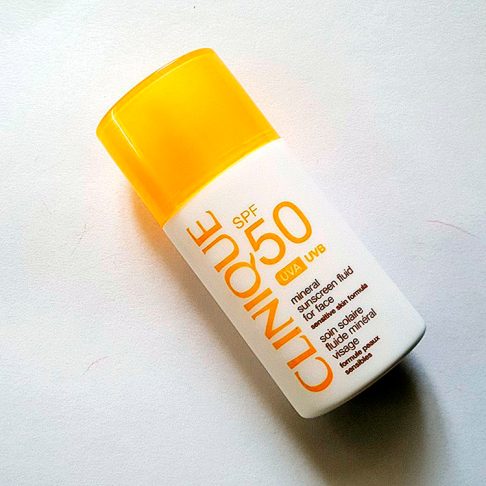 CLINIQUE
SPF
50
UVA UVB
mineral
sunscreen fluid
for face
sensitive skin formula
soin solaire
fluide minéral
visage
formule peaux
sensibles